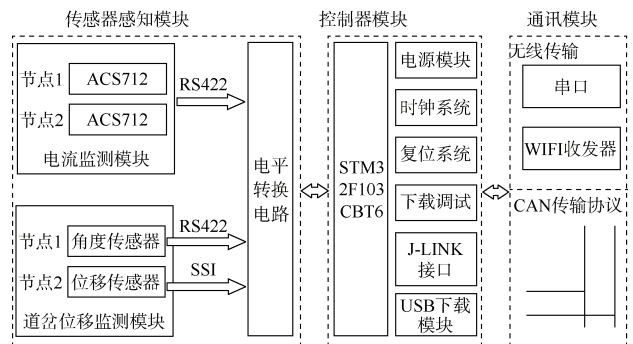 传感器感知模块
节点1
ACS712
节点2
ACS712
电流监测模块
RS422
节点1
角度传感器
节点2
位移传感器
道岔位移监测模块
RS422
SSI
电平
转换
电路
控制器模块
STM3
2F103
CBT6
电源模块
时钟系统
复位系统
下载调试
J-LINK
接口
USB下载
模块
通讯模块
无线传输
串口
WIFI收发器
CAN传输协议